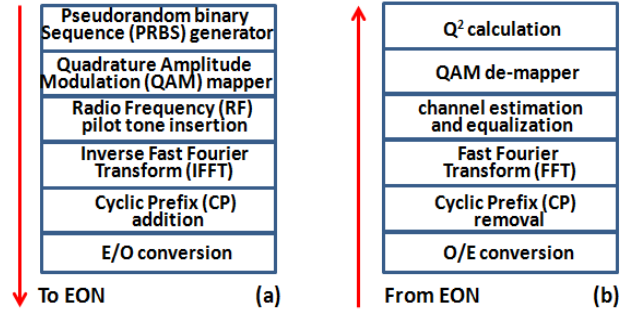 Pseudorandom binary
Sequence (PRBS) generator
Quadrature Amplitude
Modulation (QAM) mapper
Radio Frequency (RF)
pilot tone insertion
Inverse Fast Fourier
Transform (IFFT)
Cyclic Prefix (CP)
addition
E/O conversion
To EON (a)
Q² calculation
QAM de-mapper
channel estimation
and equalization
Fast Fourier
Transform (FFT)
Cyclic Prefix (CP)
removal
O/E conversion
From EON (b)